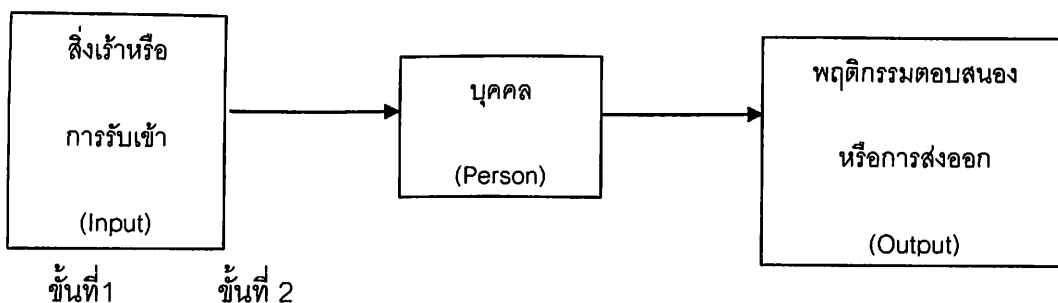 สิ่งเร้าหรือ
การรับเข้า
(Input)
บุคคล
(Person)
พฤติกรรมตอบสนอง
หรือการส่งออก
(Output)
ขั้นที่1
ขั้นที่ 2